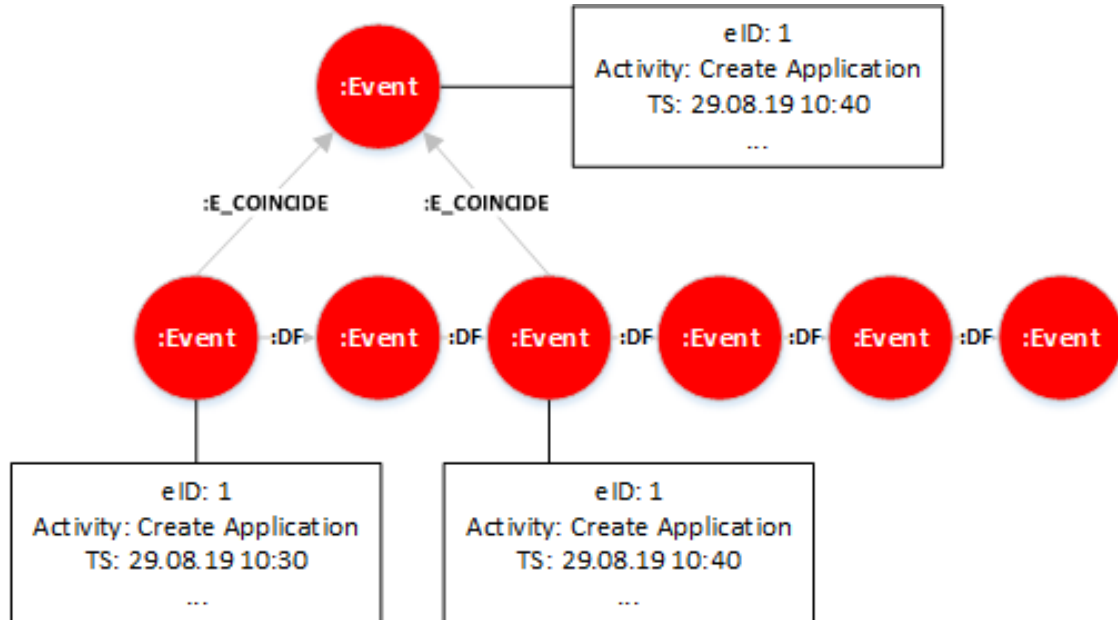 eID: 1
Activity: Create Application
TS: 29.08.19 10:40
...
:Event
:E_COINCIDE :E_COINCIDE
:Event :DF :Event :DF :Event :DF :Event :DF :Event :DF :Event
eID: 1
Activity: Create Application
TS: 29.08.19 10:30
...
eID: 1
Activity: Create Application
TS: 29.08.19 10:40
...